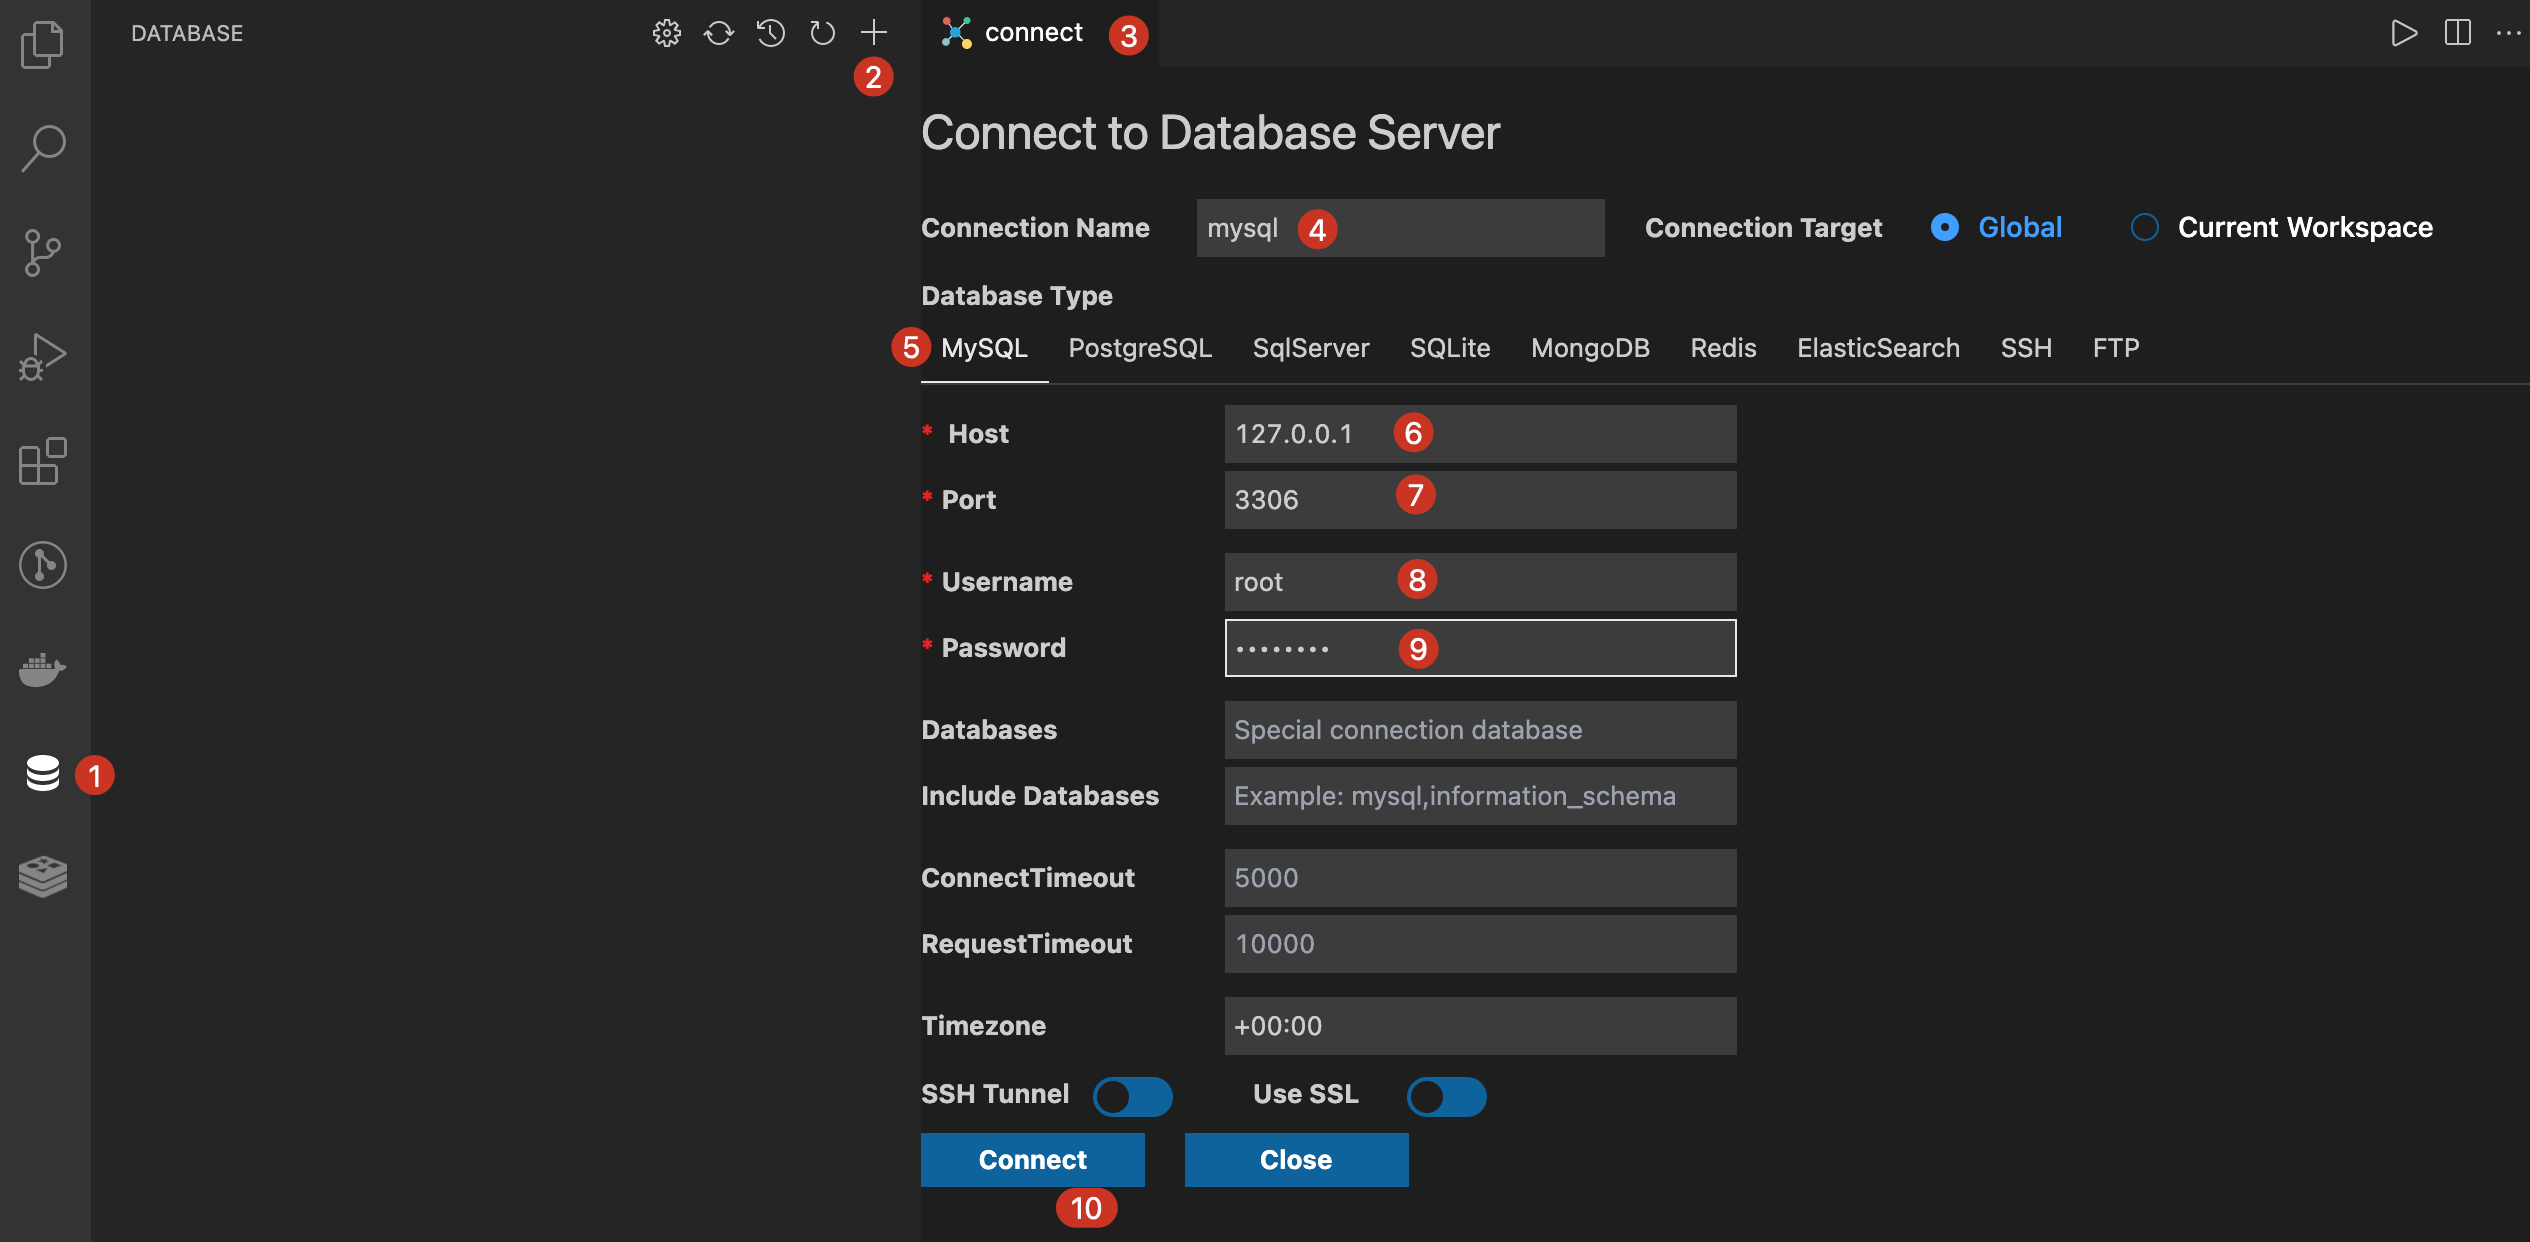 DATABASE
2
1
connect 3
Connect to Database Server
Connection Name mysql 4 Connection Target Global Current Workspace
Database Type
5 MySQL PostgreSQL SqlServer SQLite MongoDB Redis ElasticSearch SSH FTP
* Host 127.0.0.1 6
* Port 3306 7
* Username root 8
* Password •••••••• 9
Databases Special connection database
Include Databases Example: mysql,information_schema
ConnectTimeout 5000
RequestTimeout 10000
Timezone +00:00
SSH Tunnel Use SSL
Connect Close
10